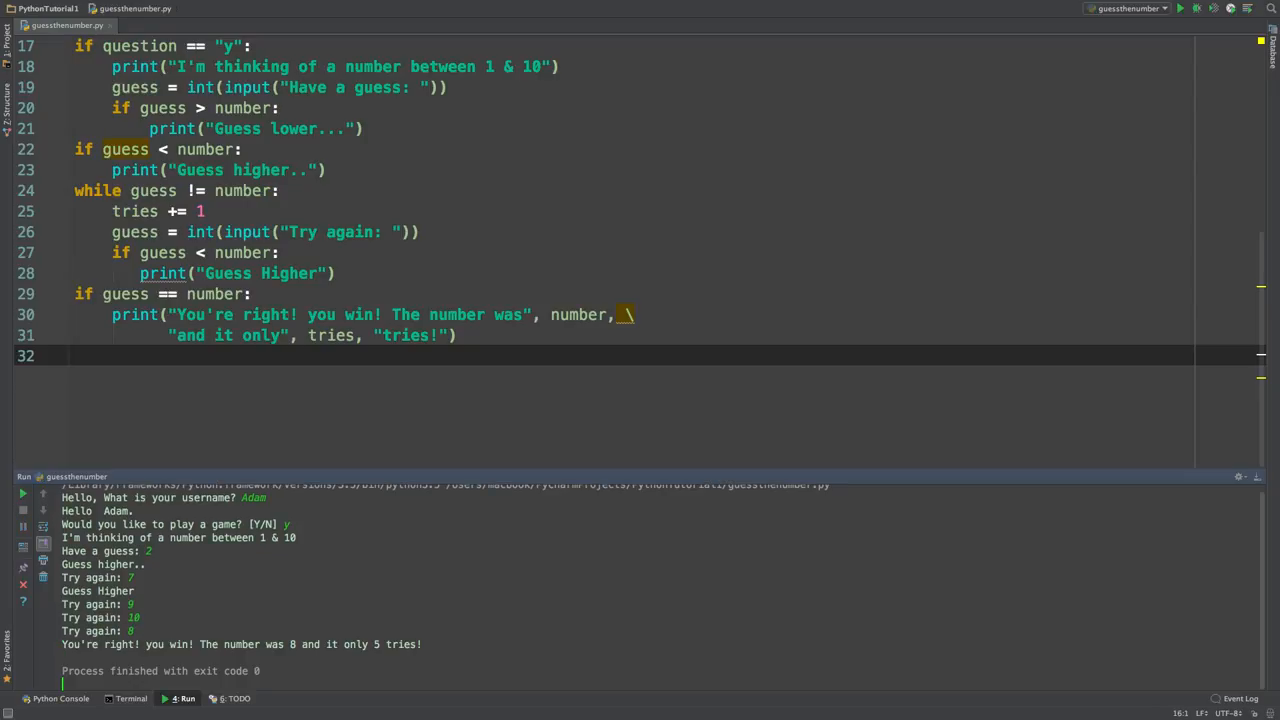 PythonTutorial1 guessthenumber.py guessthenumber
guessthenumber.py
1: Project
Z: Structure
Database
17 if question == "y":
18 print("I'm thinking of a number between 1 & 10")
19 guess = int(input("Have a guess: "))
20 if guess > number:
21 print("Guess lower...")
22 if guess < number:
23 print("Guess higher..")
24 while guess != number:
25 tries += 1
26 guess = int(input("Try again: "))
27 if guess < number:
28 print("Guess Higher")
29 if guess == number:
30 print("You're right! you win! The number was", number, \
31 "and it only", tries, "tries!")
32
Run guessthenumber
/Library/Frameworks/Python.framework/Versions/3.5/bin/python3.5 /Users/macbook/PycharmProjects/PythonTutorial1/guessthenumber.py
Hello, What is your username? Adam
Hello  Adam.
Would you like to play a game? [Y/N] y
I'm thinking of a number between 1 & 10
Have a guess: 2
Guess higher..
Try again: 7
Guess Higher
Try again: 9
Try again: 10
Try again: 8
You're right! you win! The number was 8 and it only 5 tries!
Process finished with exit code 0
2: Favorites
Python Console Terminal 4: Run 6: TODO Event Log
16:1 LF÷ UTF-8÷